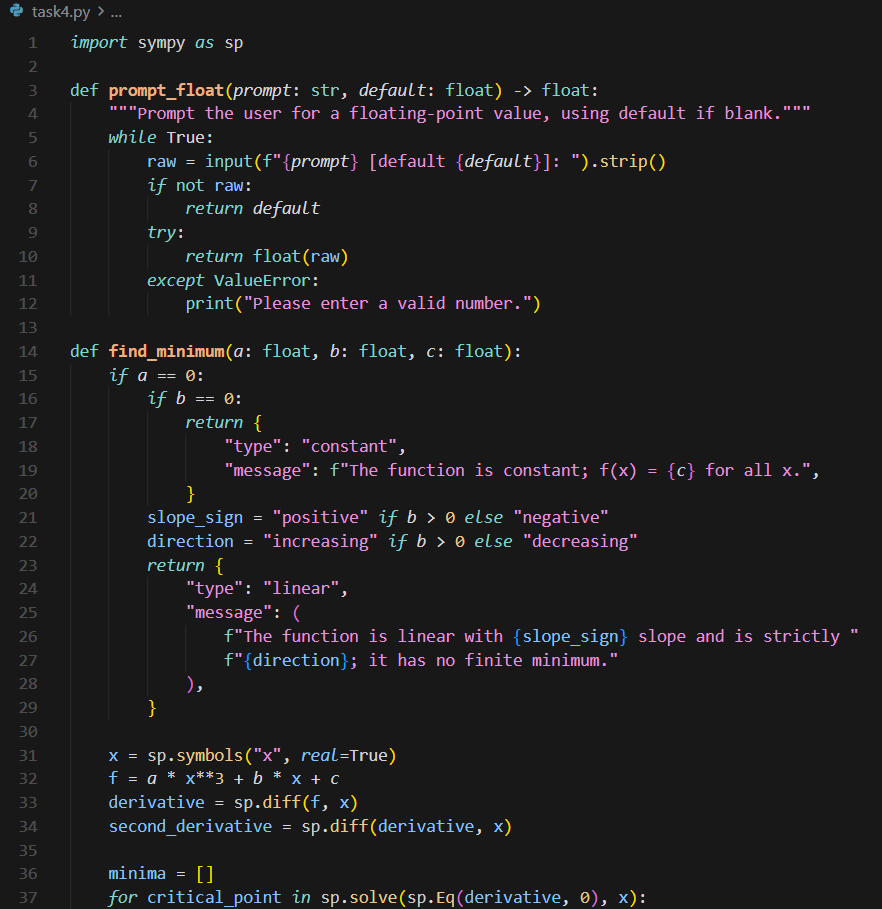 task4.py > ...
1 import sympy as sp
2
3 def prompt_float(prompt: str, default: float) -> float:
4     """Prompt the user for a floating-point value, using default if blank."""
5     while True:
6         raw = input(f"{prompt} [default {default}]: ").strip()
7         if not raw:
8             return default
9         try:
10             return float(raw)
11         except ValueError:
12             print("Please enter a valid number.")
13
14 def find_minimum(a: float, b: float, c: float):
15     if a == 0:
16         if b == 0:
17             return {
18                 "type": "constant",
19                 "message": f"The function is constant; f(x) = {c} for all x.",
20             }
21         slope_sign = "positive" if b > 0 else "negative"
22         direction = "increasing" if b > 0 else "decreasing"
23         return {
24             "type": "linear",
25             "message": (
26                 f"The function is linear with {slope_sign} slope and is strictly "
27                 f"{direction}; it has no finite minimum."
28             ),
29         }
30
31     x = sp.symbols("x", real=True)
32     f = a * x**3 + b * x + c
33     derivative = sp.diff(f, x)
34     second_derivative = sp.diff(derivative, x)
35
36     minima = []
37     for critical_point in sp.solve(sp.Eq(derivative, 0), x):